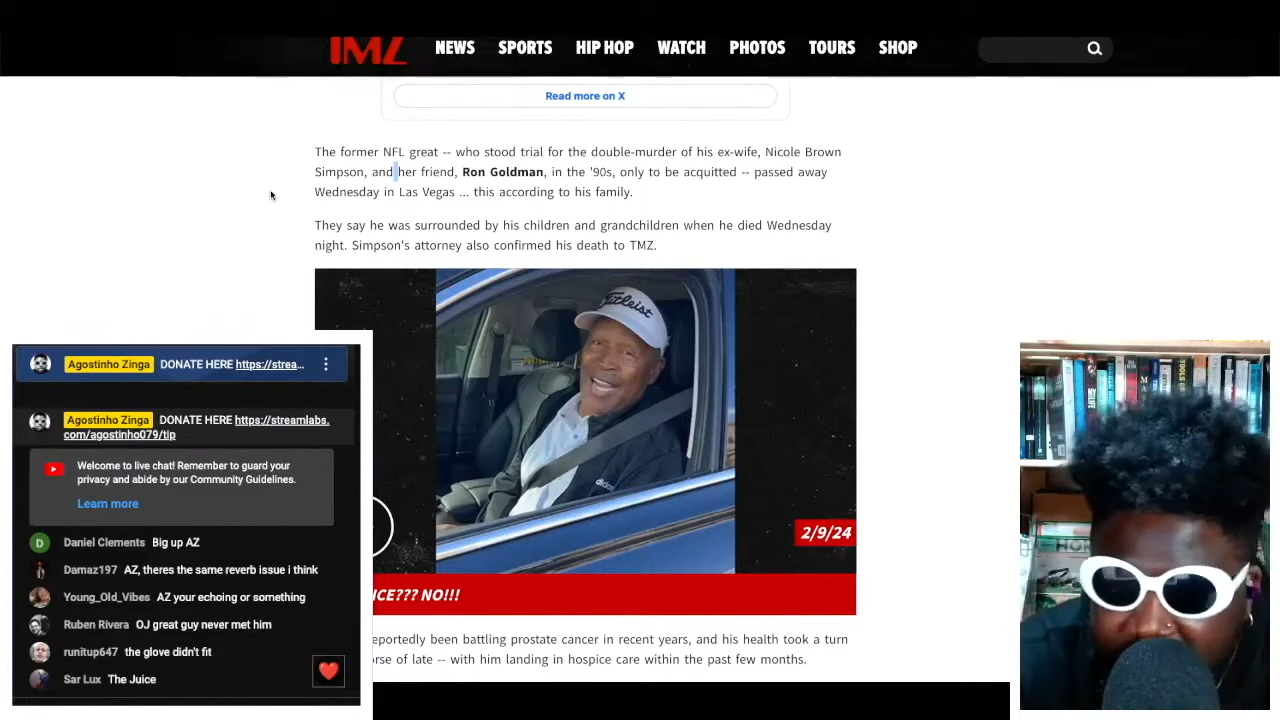 TMZ
NEWS SPORTS HIP HOP WATCH PHOTOS TOURS SHOP
Read more on X
The former NFL great -- who stood trial for the double-murder of his ex-wife, Nicole Brown
Simpson, and her friend, Ron Goldman, in the '90s, only to be acquitted -- passed away
Wednesday in Las Vegas ... this according to his family.
They say he was surrounded by his children and grandchildren when he died Wednesday
night. Simpson's attorney also confirmed his death to TMZ.
Titleist
adidas
2/9/24
ICE??? NO!!!
reportedly been battling prostate cancer in recent years, and his health took a turn
orse of late -- with him landing in hospice care within the past few months.
Agostinho Zinga DONATE HERE https://strea...
Agostinho Zinga DONATE HERE https://streamlabs.
com/agostinho079/tip
Welcome to live chat! Remember to guard your
privacy and abide by our Community Guidelines.
Learn more
D Daniel Clements Big up AZ
Damaz197 AZ, theres the same reverb issue i think
Young_Old_Vibes AZ your echoing or something
Ruben Rivera OJ great guy never met him
runitup647 the glove didn't fit
Sar Lux The Juice